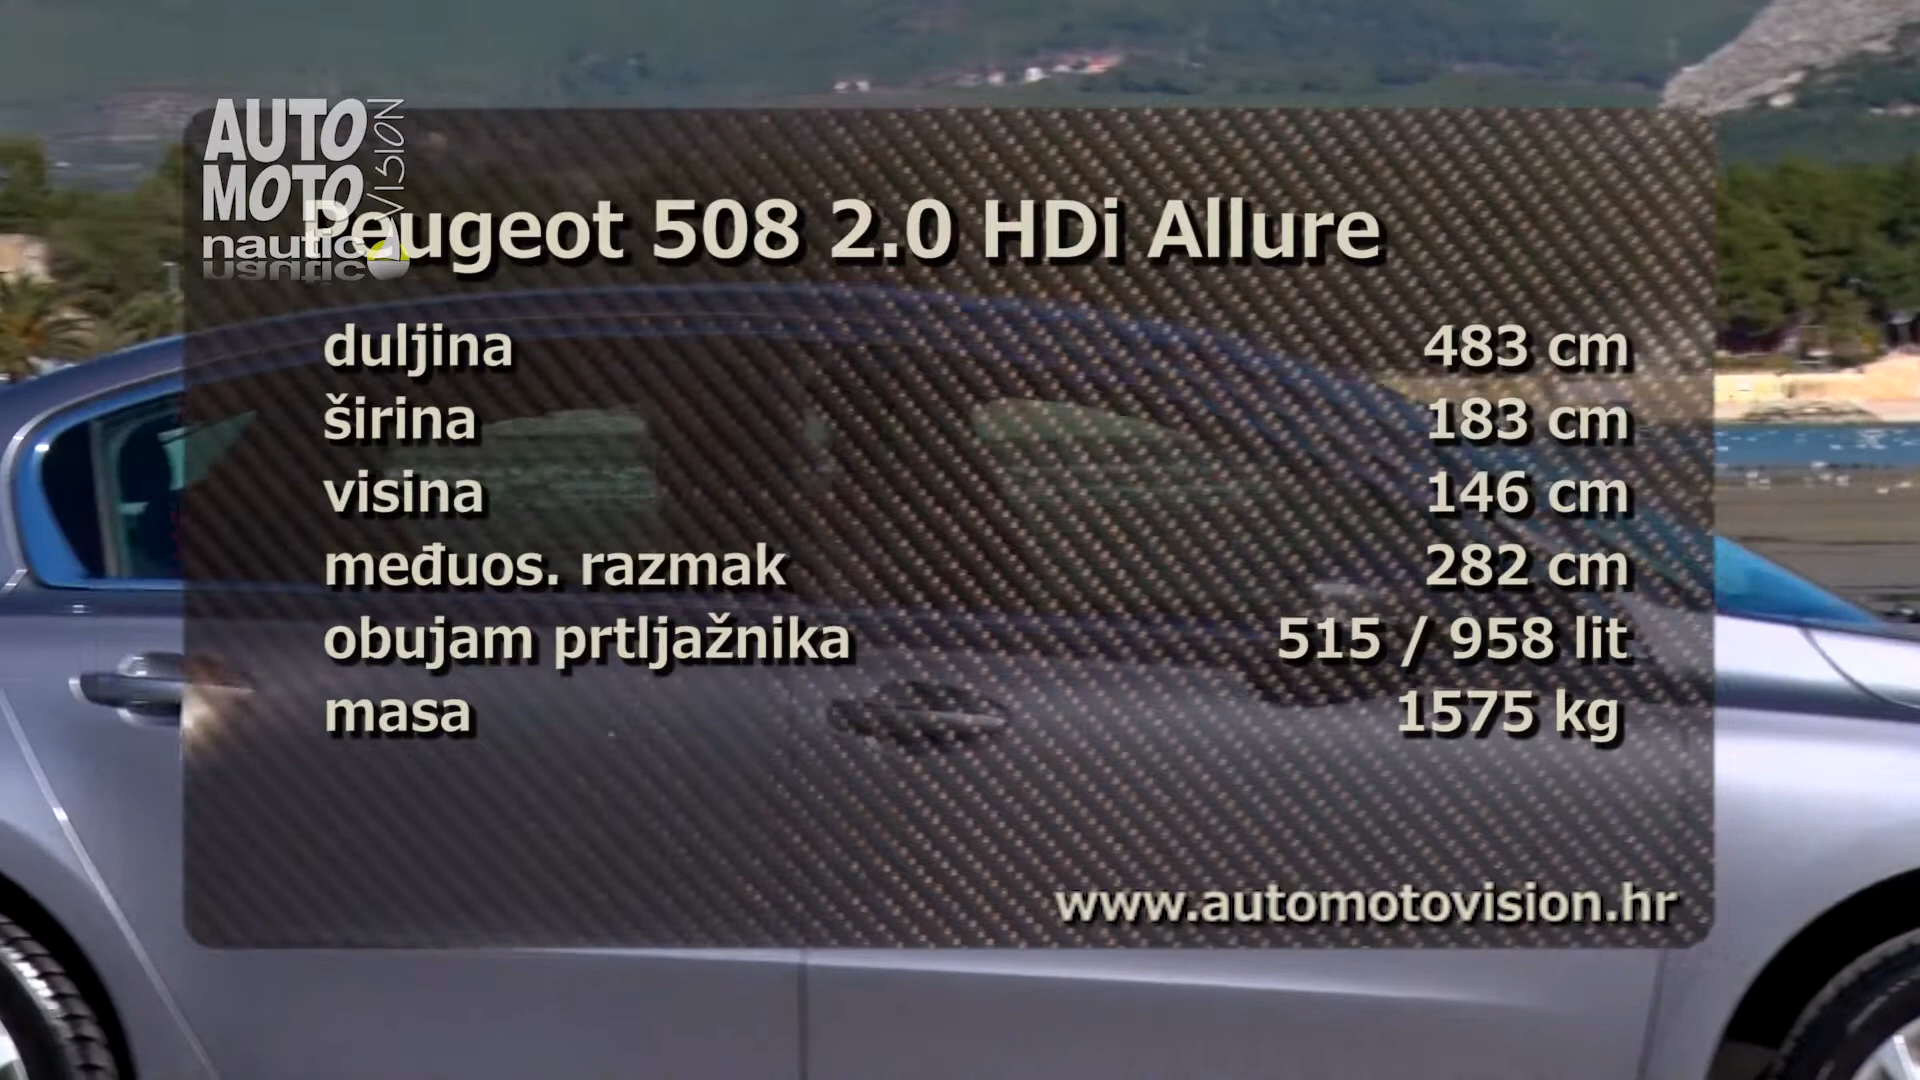 AUTO
MOTO
VISION
nautic
Peugeot 508 2.0 HDi Allure
duljina 483 cm
širina 183 cm
visina 146 cm
međuos. razmak 282 cm
obujam prtljažnika 515 / 958 lit
masa 1575 kg
www.automotovision.hr